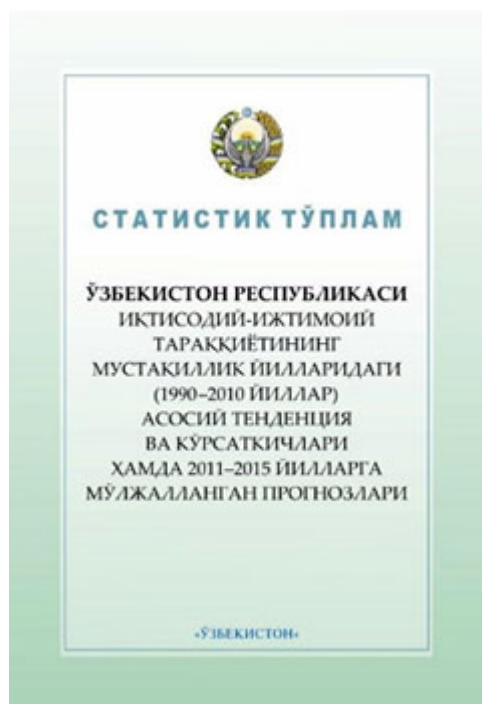 СТАТИСТИК ТЎПЛАМ
ЎЗБЕКИСТОН РЕСПУБЛИКАСИ
ИҚТИСОДИЙ-ИЖТИМОИЙ
ТАРАҚҚИЁТИНИНГ
МУСТАҚИЛЛИК ЙИЛЛАРИДАГИ
(1990–2010 ЙИЛЛАР)
АСОСИЙ ТЕНДЕНЦИЯ
ВА КЎРСАТКИЧЛАРИ
ҲАМДА 2011–2015 ЙИЛЛАРГА
МЎЛЖАЛЛАНГАН ПРОГНОЗЛАРИ
«ЎЗБЕКИСТОН»